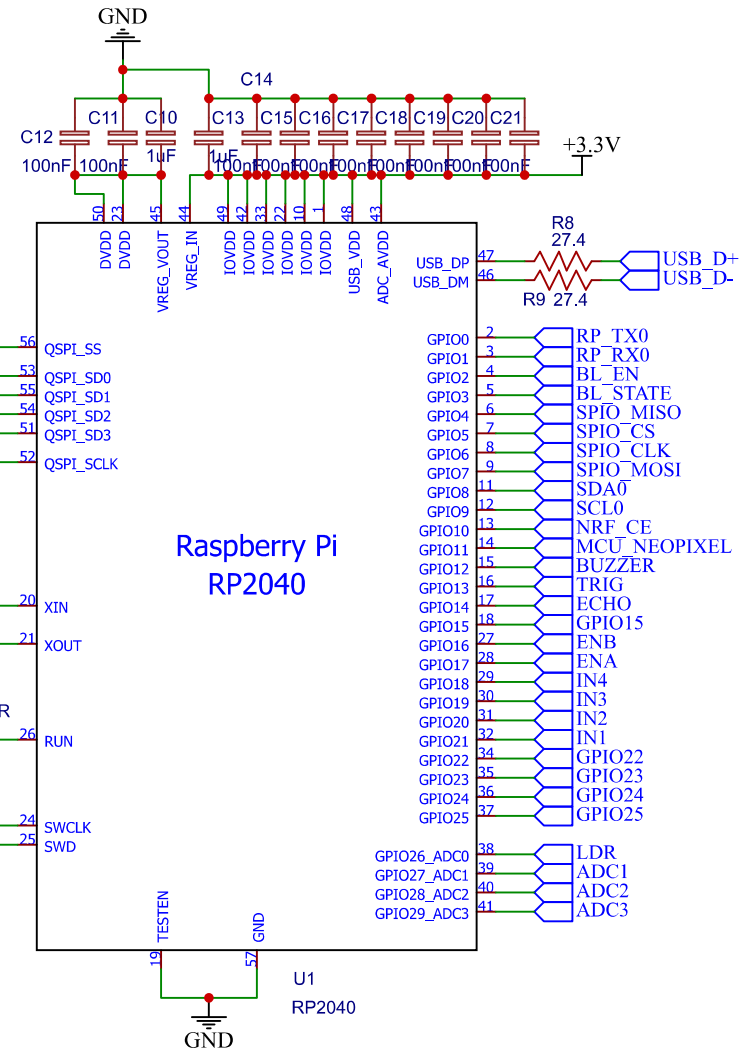 GND
C14
C12 C11 C10 C13 C15 C16 C17 C18 C19 C20 C21
100nF 100nF 1uF 1uF 100nF 00nF 00nF 00nF 00nF 00nF 00nF 00nF
+3.3V
50 23 45 44 49 42 33 22 10 1 48 43
DVDD DVDD VREG_VOUT VREG_IN IOVDD IOVDD IOVDD IOVDD IOVDD IOVDD USB_VDD ADC_AVDD
R8
27.4
USB_DP 47 USB_D+
USB_DM 46 USB_D-
R9 27.4
56 QSPI_SS
53 QSPI_SD0
55 QSPI_SD1
54 QSPI_SD2
51 QSPI_SD3
52 QSPI_SCLK
20 XIN
21 XOUT
R
26 RUN
24 SWCLK
25 SWD
Raspberry Pi
RP2040
GPIO0 2 RP_TX0
GPIO1 3 RP_RX0
GPIO2 4 BL_EN
GPIO3 5 BL_STATE
GPIO4 6 SPIO_MISO
GPIO5 7 SPIO_CS
GPIO6 8 SPIO_CLK
GPIO7 9 SPIO_MOSI
GPIO8 11 SDA0
GPIO9 12 SCL0
GPIO10 13 NRF_CE
GPIO11 14 MCU_NEOPIXEL
GPIO12 15 BUZZER
GPIO13 16 TRIG
GPIO14 17 ECHO
GPIO15 18 GPIO15
GPIO16 27 ENB
GPIO17 28 ENA
GPIO18 29 IN4
GPIO19 30 IN3
GPIO20 31 IN2
GPIO21 32 IN1
GPIO22 34 GPIO22
GPIO23 35 GPIO23
GPIO24 36 GPIO24
GPIO25 37 GPIO25
GPIO26_ADC0 38 LDR
GPIO27_ADC1 39 ADC1
GPIO28_ADC2 40 ADC2
GPIO29_ADC3 41 ADC3
TESTEN GND
19 57
U1
RP2040
GND